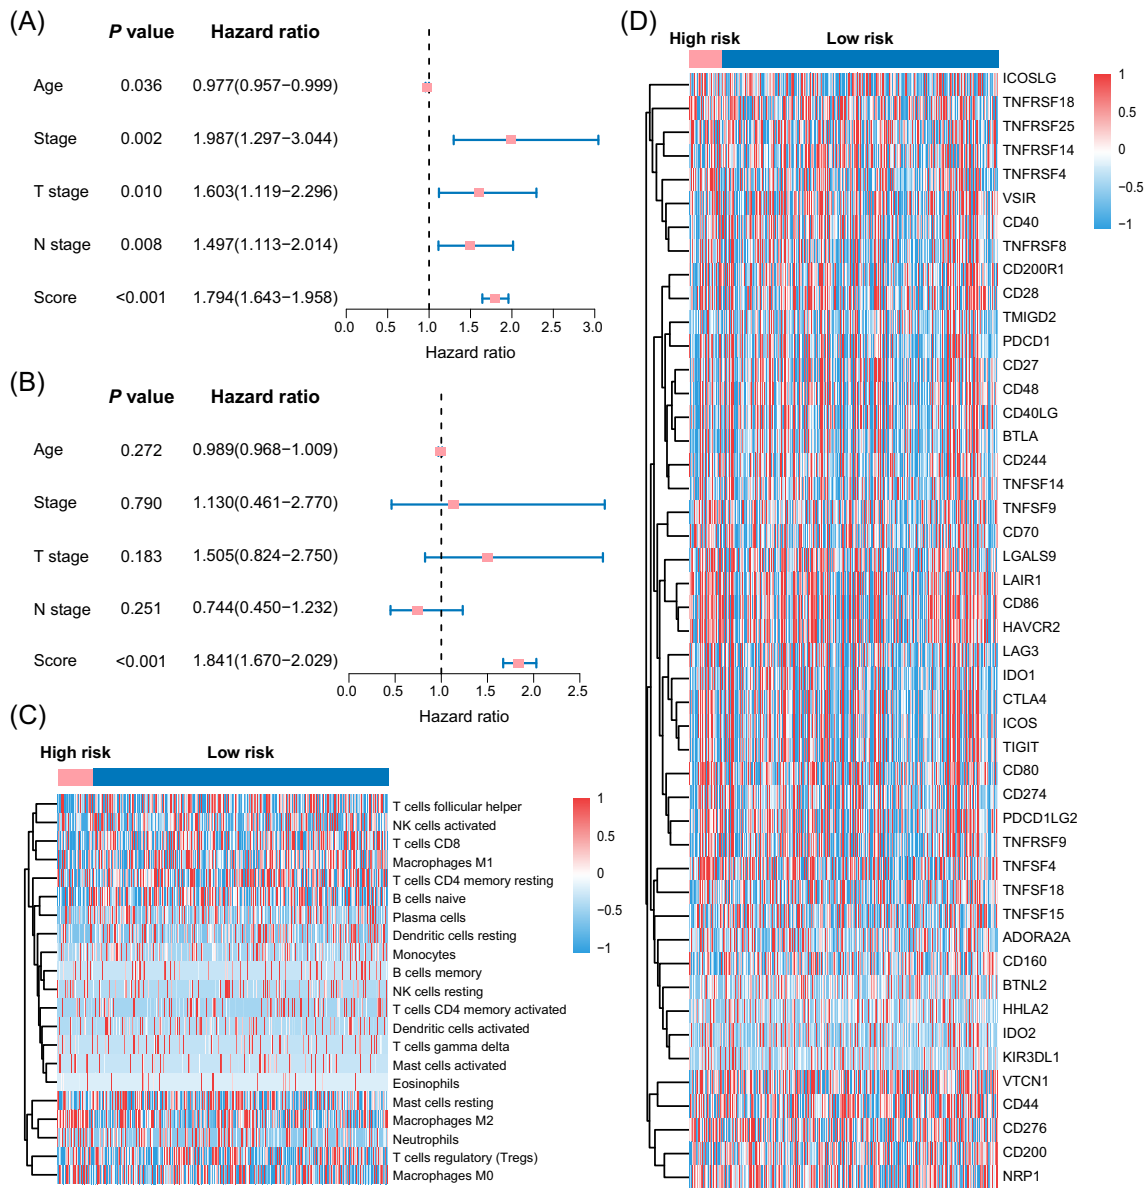 (A)
P value Hazard ratio
Age 0.036 0.977(0.957−0.999)
Stage 0.002 1.987(1.297−3.044)
T stage 0.010 1.603(1.119−2.296)
N stage 0.008 1.497(1.113−2.014)
Score <0.001 1.794(1.643−1.958)
0.0 0.5 1.0 1.5 2.0 2.5 3.0
Hazard ratio
(B)
P value Hazard ratio
Age 0.272 0.989(0.968−1.009)
Stage 0.790 1.130(0.461−2.770)
T stage 0.183 1.505(0.824−2.750)
N stage 0.251 0.744(0.450−1.232)
Score <0.001 1.841(1.670−2.029)
0.0 0.5 1.0 1.5 2.0 2.5
Hazard ratio
(C)
High risk Low risk
T cells follicular helper
NK cells activated
T cells CD8
Macrophages M1
T cells CD4 memory resting
B cells naive
Plasma cells
Dendritic cells resting
Monocytes
B cells memory
NK cells resting
T cells CD4 memory activated
Dendritic cells activated
T cells gamma delta
Mast cells activated
Eosinophils
Mast cells resting
Macrophages M2
Neutrophils
T cells regulatory (Tregs)
Macrophages M0
1
0.5
0
−0.5
−1
(D)
High risk Low risk
ICOSLG
TNFRSF18
TNFRSF25
TNFRSF14
TNFRSF4
VSIR
CD40
TNFRSF8
CD200R1
CD28
TMIGD2
PDCD1
CD27
CD48
CD40LG
BTLA
CD244
TNFSF14
TNFSF9
CD70
LGALS9
LAIR1
CD86
HAVCR2
LAG3
IDO1
CTLA4
ICOS
TIGIT
CD80
CD274
PDCD1LG2
TNFRSF9
TNFSF4
TNFSF18
TNFSF15
ADORA2A
CD160
BTNL2
HHLA2
IDO2
KIR3DL1
VTCN1
CD44
CD276
CD200
NRP1
1
0.5
0
−0.5
−1